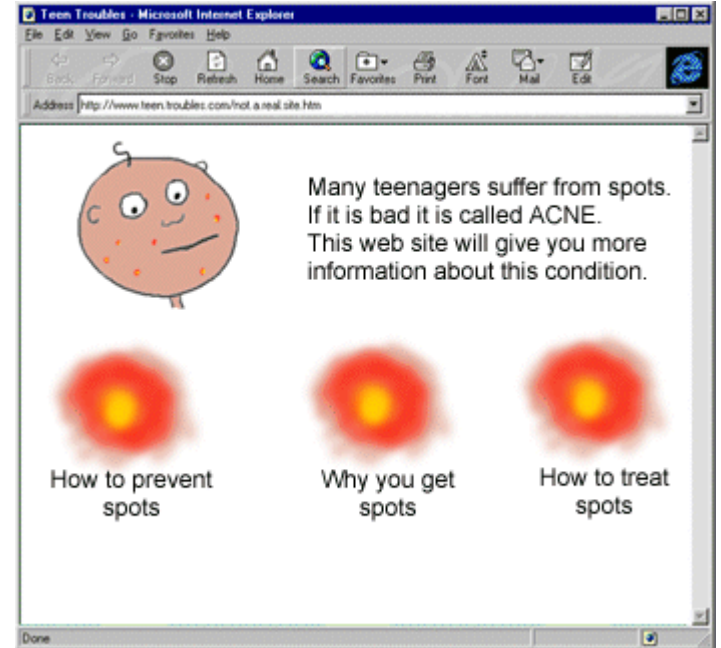 Teen Troubles - Microsoft Internet Explorer
File Edit View Go Favorites Help
Back Forward Stop Refresh Home Search Favorites Print Font Mail Edit
Address http://www.teen.troubles.com/not.a.real.site.htm
Many teenagers suffer from spots.
If it is bad it is called ACNE.
This web site will give you more
information about this condition.
How to prevent
spots
Why you get
spots
How to treat
spots
Done